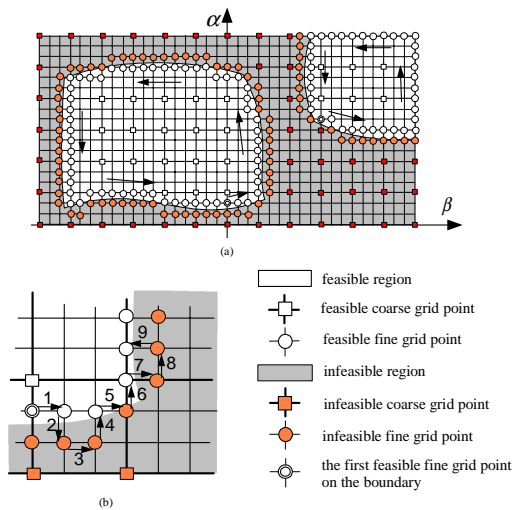 α
β
(a)
feasible region
feasible coarse grid point
feasible fine grid point
infeasible region
infeasible coarse grid point
infeasible fine grid point
the first feasible fine grid point
on the boundary
9
7
8
6
1
5
2
4
3
(b)